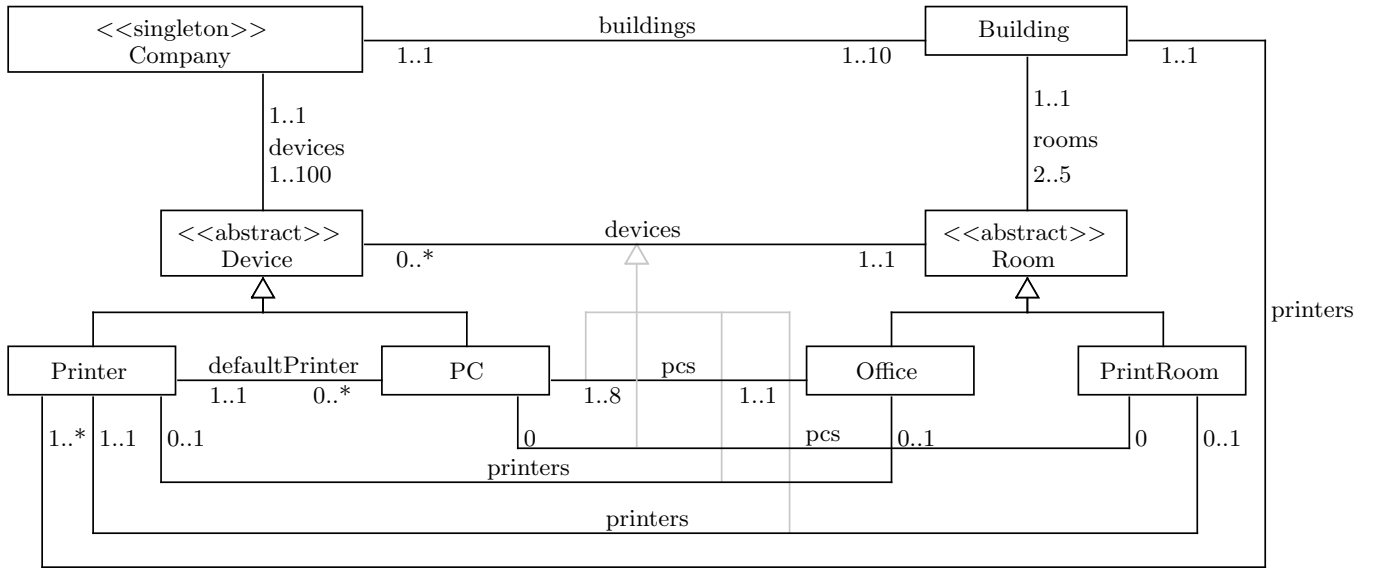 <<singleton>>
Company
buildings
1..1
1..10
Building
1..1
1..1
devices
1..100
1..1
rooms
2..5
<<abstract>>
Device
devices
0..*
1..1
<<abstract>>
Room
printers
Printer
defaultPrinter
1..1
0..*
PC
pcs
1..8
1..1
Office
PrintRoom
1..*
1..1
0..1
0
pcs
0..1
0
0..1
printers
printers